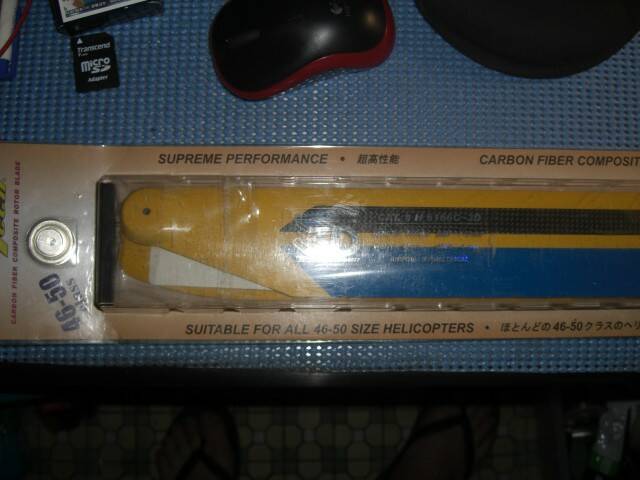 Transcend
micro
SD
Adapter
SUPREME PERFORMANCE • 超高性能
CARBON FIBER COMPOSIT
CARBON FIBER COMPOSITE ROTOR BLADE
46-50
CLASS
SUITABLE FOR ALL 46-50 SIZE HELICOPTERS • ほとんどの46-50クラスのヘリ